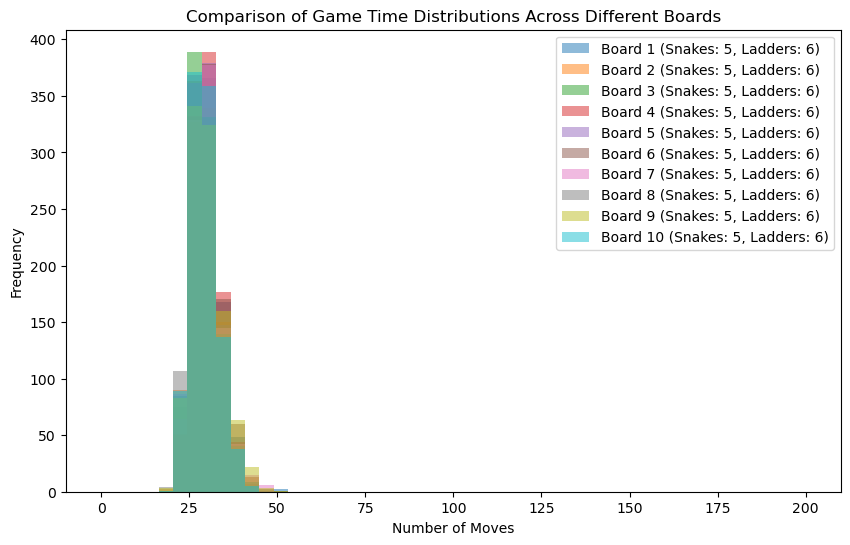 Comparison of Game Time Distributions Across Different Boards
400
350
300
250
200
150
100
50
0
Frequency
Board 1 (Snakes: 5, Ladders: 6)
Board 2 (Snakes: 5, Ladders: 6)
Board 3 (Snakes: 5, Ladders: 6)
Board 4 (Snakes: 5, Ladders: 6)
Board 5 (Snakes: 5, Ladders: 6)
Board 6 (Snakes: 5, Ladders: 6)
Board 7 (Snakes: 5, Ladders: 6)
Board 8 (Snakes: 5, Ladders: 6)
Board 9 (Snakes: 5, Ladders: 6)
Board 10 (Snakes: 5, Ladders: 6)
0 25 50 75 100 125 150 175 200
Number of Moves